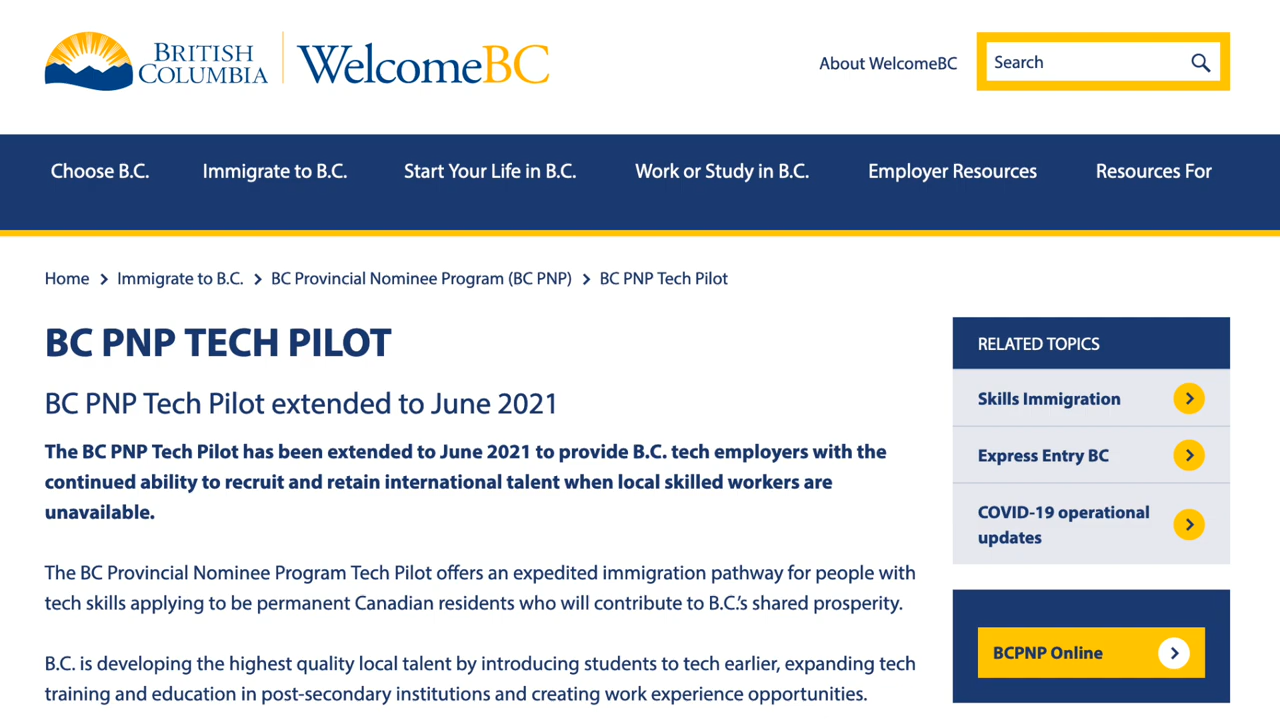 BRITISH
COLUMBIA
WelcomeBC
About WelcomeBC
Search
Choose B.C.
Immigrate to B.C.
Start Your Life in B.C.
Work or Study in B.C.
Employer Resources
Resources For
Home > Immigrate to B.C. > BC Provincial Nominee Program (BC PNP) > BC PNP Tech Pilot
BC PNP TECH PILOT
BC PNP Tech Pilot extended to June 2021
The BC PNP Tech Pilot has been extended to June 2021 to provide B.C. tech employers with the
continued ability to recruit and retain international talent when local skilled workers are
unavailable.
The BC Provincial Nominee Program Tech Pilot offers an expedited immigration pathway for people with
tech skills applying to be permanent Canadian residents who will contribute to B.C.'s shared prosperity.
B.C. is developing the highest quality local talent by introducing students to tech earlier, expanding tech
training and education in post-secondary institutions and creating work experience opportunities.
RELATED TOPICS
Skills Immigration
Express Entry BC
COVID-19 operational
updates
BCPNP Online